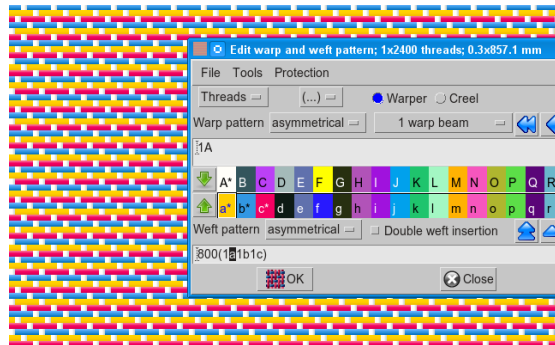 Edit warp and weft pattern; 1x2400 threads; 0.3x857.1 mm
File Tools Protection
Threads (...) Warper Creel
Warp pattern asymmetrical 1 warp beam
1A
A* B C D E F G H I J K L M N O P Q R
a* b* c* d e f g h i j k l m n o p q r
Weft pattern asymmetrical Double weft insertion
800(1a1b1c)
OK Close